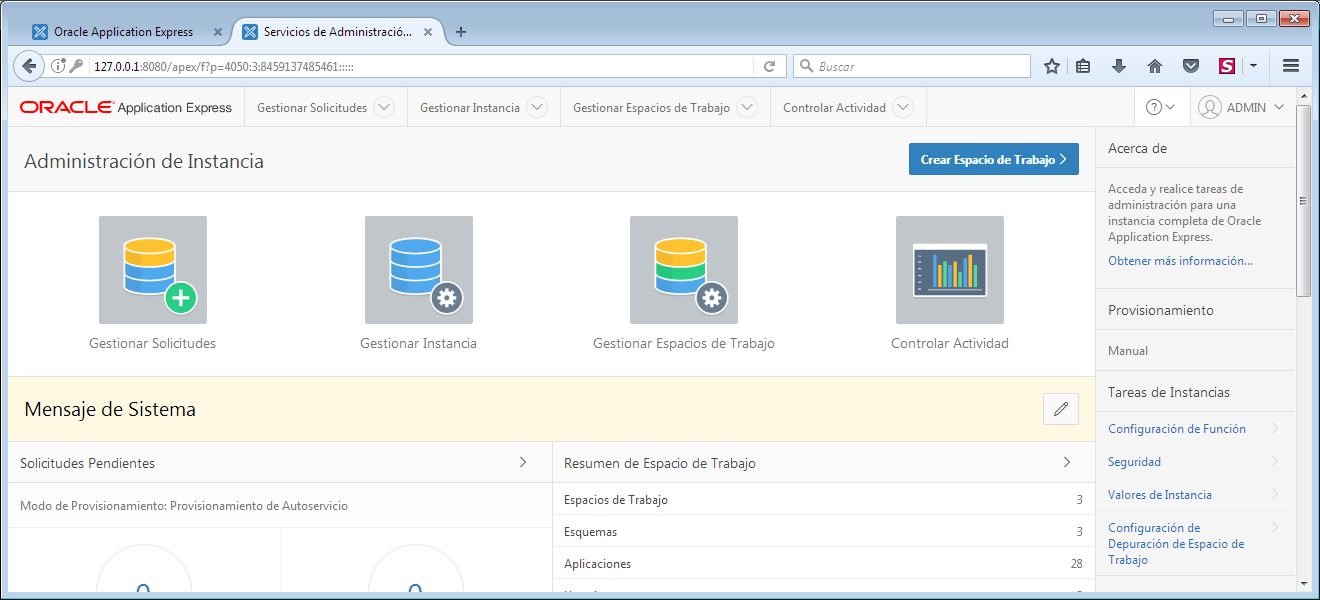 Oracle Application Express
Servicios de Administració...
127.0.0.1:8080/apex/f?p=4050:3:8459137485461:::::
Buscar
ORACLE Application Express
Gestionar Solicitudes
Gestionar Instancia
Gestionar Espacios de Trabajo
Controlar Actividad
ADMIN
Administración de Instancia
Crear Espacio de Trabajo
Gestionar Solicitudes
Gestionar Instancia
Gestionar Espacios de Trabajo
Controlar Actividad
Mensaje de Sistema
Solicitudes Pendientes
Modo de Provisionamiento: Provisionamiento de Autoservicio
Resumen de Espacio de Trabajo
Espacios de Trabajo 3
Esquemas 3
Aplicaciones 28
Acerca de
Acceda y realice tareas de
administración para una
instancia completa de Oracle
Application Express.
Obtener más información...
Provisionamiento
Manual
Tareas de Instancias
Configuración de Función
Seguridad
Valores de Instancia
Configuración de
Depuración de Espacio de
Trabajo